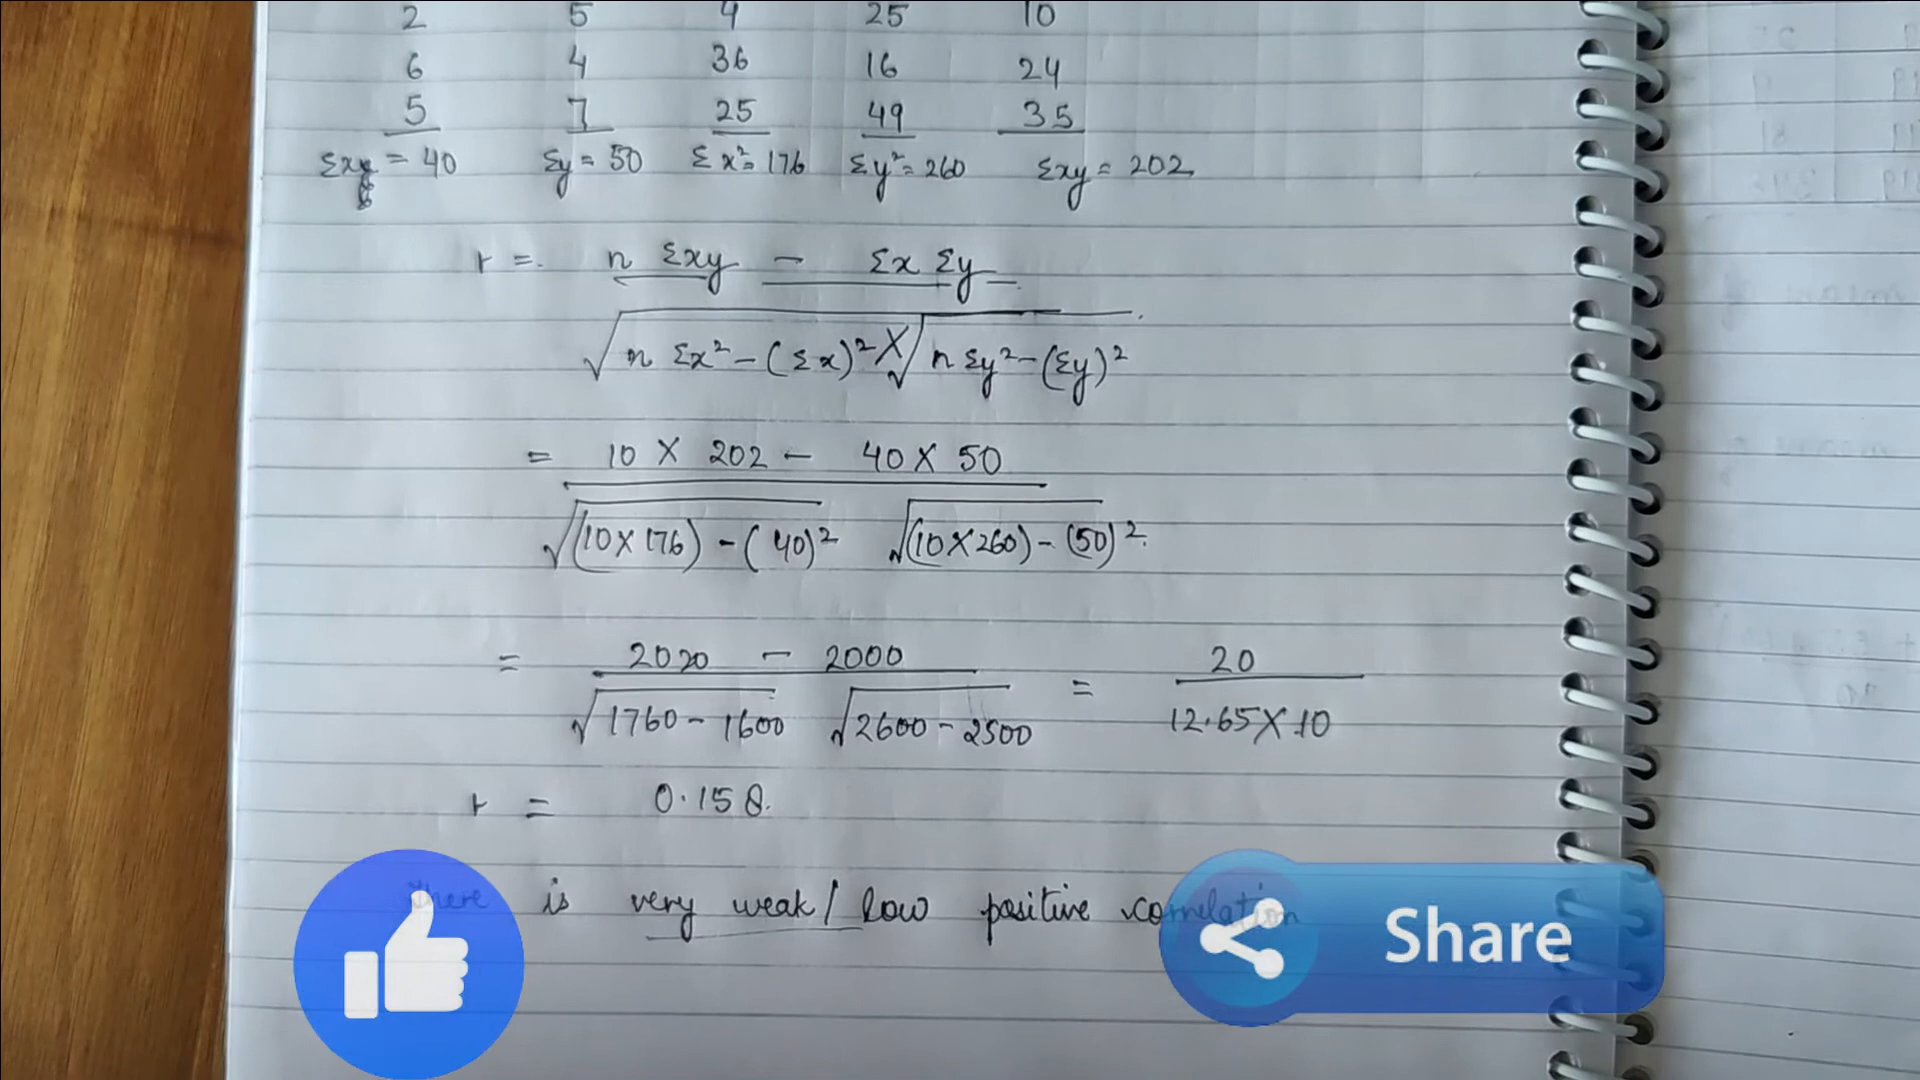 2 5 4 25 10
6 4 36 16 24
5 7 25 49 35
Σxy = 40 Σy = 50 Σx² = 176 Σy² = 260 Σxy = 202
r = n Σxy - Σx Σy
√n Σx² - (Σx)² X √n Σy² - (Σy)²
= 10 X 202 - 40 X 50
√(10 X 176) - (40)² √(10 X 260) - (50)²
= 2020 - 2000 = 20
√1760 - 1600 √2600 - 2500 12.65 X 10
r = 0.158
There is very weak / low positive correlation
Share